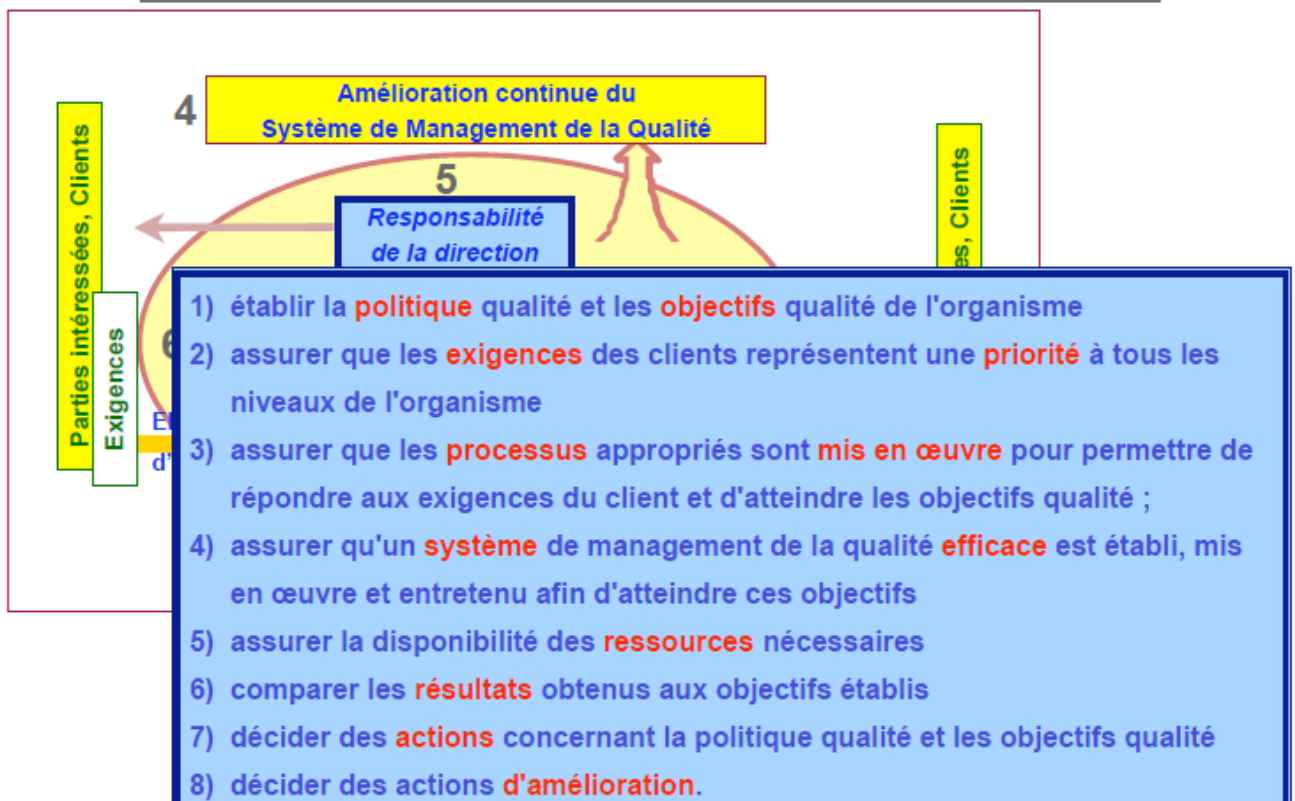 4
Amélioration continue du
Système de Management de la Qualité
5
Responsabilité
de la direction
Parties intéressées, Clients
Exigences
Clients
1) établir la politique qualité et les objectifs qualité de l'organisme
2) assurer que les exigences des clients représentent une priorité à tous les
niveaux de l'organisme
3) assurer que les processus appropriés sont mis en œuvre pour permettre de
répondre aux exigences du client et d'atteindre les objectifs qualité ;
4) assurer qu'un système de management de la qualité efficace est établi, mis
en œuvre et entretenu afin d'atteindre ces objectifs
5) assurer la disponibilité des ressources nécessaires
6) comparer les résultats obtenus aux objectifs établis
7) décider des actions concernant la politique qualité et les objectifs qualité
8) décider des actions d'amélioration.